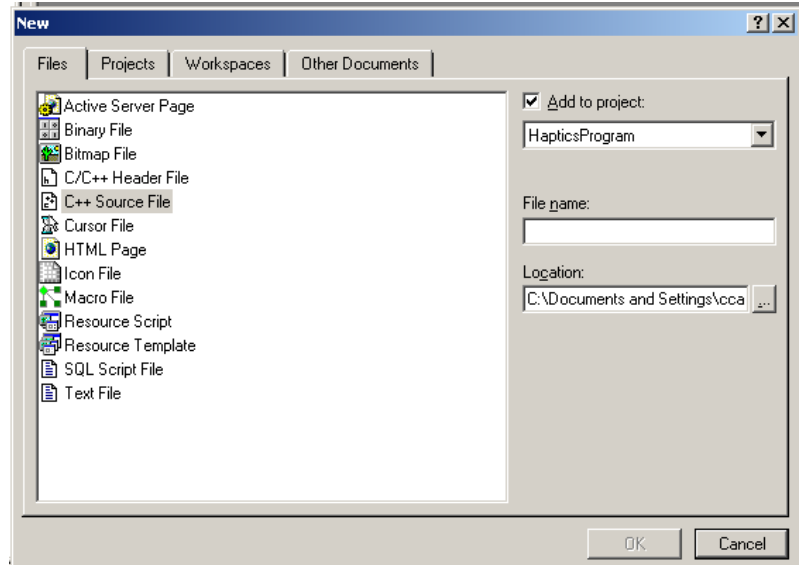 New
Files Projects Workspaces Other Documents
Active Server Page
Binary File
Bitmap File
C/C++ Header File
C++ Source File
Cursor File
HTML Page
Icon File
Macro File
Resource Script
Resource Template
SQL Script File
Text File
Add to project:
HapticsProgram
File name:
Location:
C:\Documents and Settings\cca
...
OK Cancel